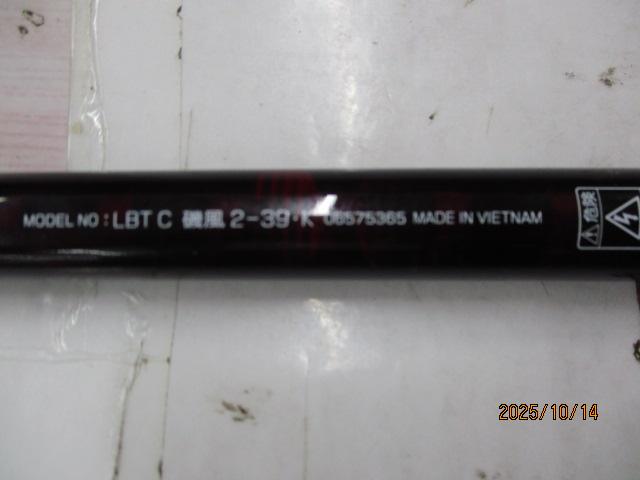 MODEL NO : LBT C 磯風 2-39・K 06575365 MADE IN VIETNAM
危険
2025/10/14